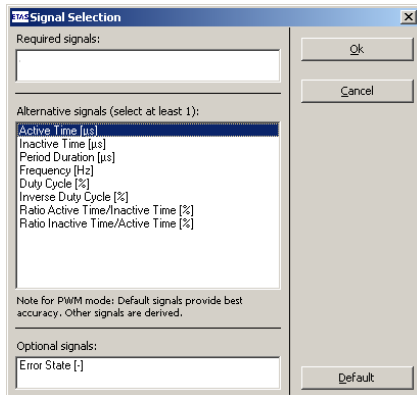 ETAS Signal Selection
Required signals:
Ok
Cancel
Alternative signals (select at least 1):
Active Time [µs]
Inactive Time [µs]
Period Duration [µs]
Frequency [Hz]
Duty Cycle [%]
Inverse Duty Cycle [%]
Ratio Active Time/Inactive Time [%]
Ratio Inactive Time/Active Time [%]
Note for PWM mode: Default signals provide best
accuracy. Other signals are derived.
Optional signals:
Error State [-]
Default